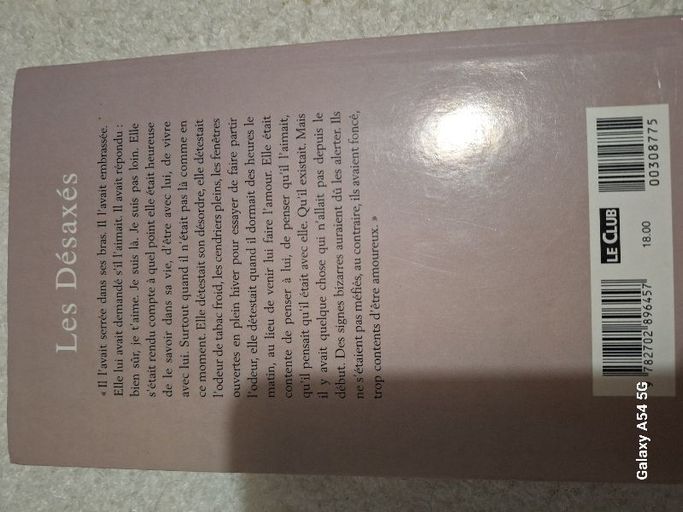 Les Désaxés
« Il l'avait serrée dans ses bras. Il l'avait embrassée.
Elle lui avait demandé s'il l'aimait. Il avait répondu :
bien sûr, je t'aime. Je suis là. Je suis pas loin. Elle
s'était rendu compte à quel point elle était heureuse
de le savoir dans sa vie, d'être avec lui, de vivre
avec lui. Surtout quand il n'était pas là comme en
ce moment. Elle détestait son désordre, elle détestait
l'odeur de tabac froid, les cendriers pleins, les fenêtres
ouvertes en plein hiver pour essayer de faire partir
l'odeur, elle détestait quand il dormait des heures le
matin, au lieu de venir lui faire l'amour. Elle était
contente de penser à lui, de penser qu'il l'aimait,
qu'il pensait qu'il était avec elle. Qu'il existait. Mais
il y avait quelque chose qui n'allait pas depuis le
début. Des signes bizarres auraient dû les alerter. Ils
ne s'étaient pas méfiés, au contraire, ils avaient foncé,
trop contents d'être amoureux. »
9 782702 896457
LE CLUB
18.00
00308775
Galaxy A54 5G